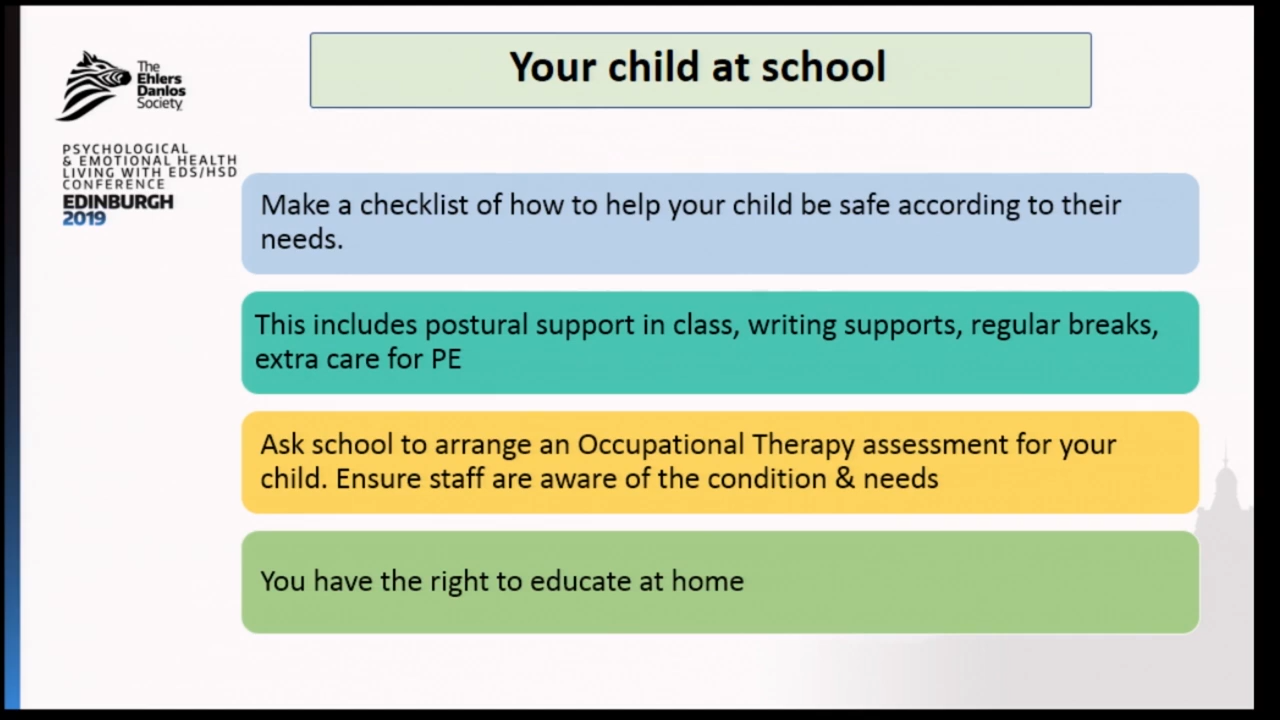 Your child at school
The
Ehlers
Danlos
Society
PSYCHOLOGICAL
& EMOTIONAL HEALTH
LIVING WITH EDS/HSD
CONFERENCE
EDINBURGH
2019
Make a checklist of how to help your child be safe according to their
needs.
This includes postural support in class, writing supports, regular breaks,
extra care for PE
Ask school to arrange an Occupational Therapy assessment for your
child. Ensure staff are aware of the condition & needs
You have the right to educate at home